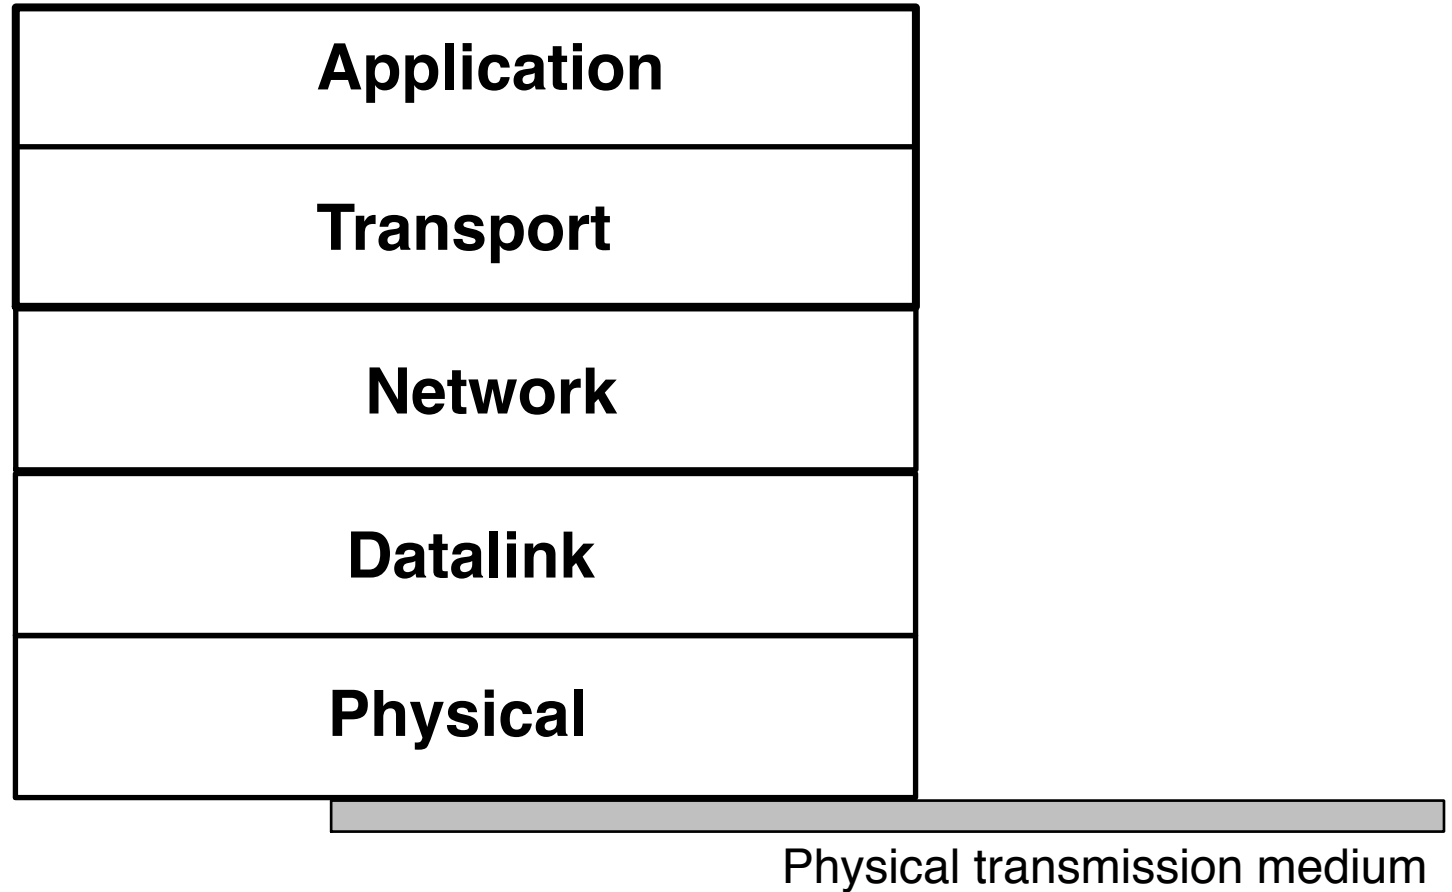 Application
Transport
Network
Datalink
Physical
Physical transmission medium